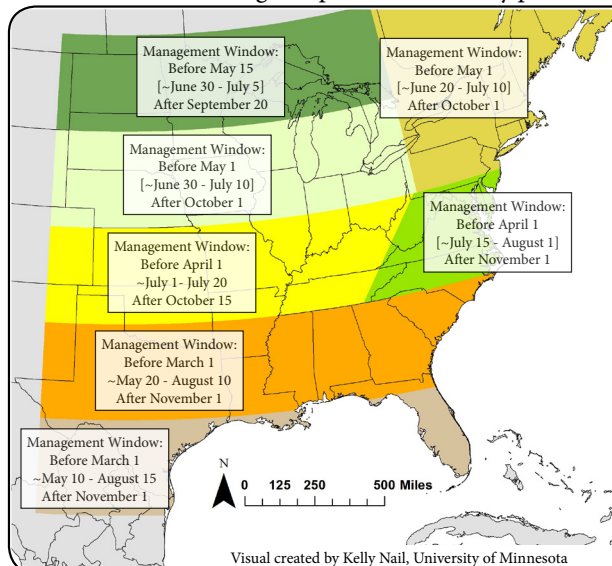 Management Window:
Before May 15
[~June 30 - July 5]
After September 20
Management Window:
Before May 1
[~June 20 - July 10]
After October 1
Management Window:
Before May 1
[~June 30 - July 10]
After October 1
Management Window:
Before April 1
[~July 15 - August 1]
After November 1
Management Window:
Before April 1
~July 1- July 20
After October 15
Management Window:
Before March 1
~May 20 - August 10
After November 1
Management Window:
Before March 1
~May 10 - August 15
After November 1
N
0 125 250 500 Miles
Visual created by Kelly Nail, University of Minnesota